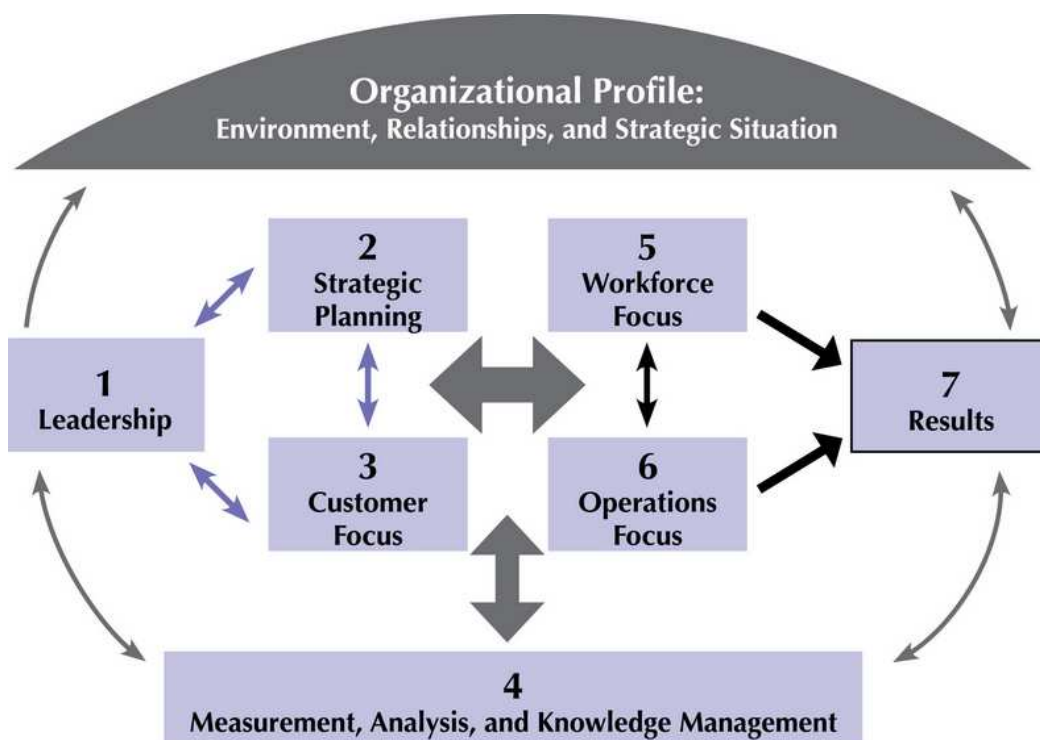 Organizational Profile:
Environment, Relationships, and Strategic Situation
1
Leadership
2
Strategic
Planning
3
Customer
Focus
5
Workforce
Focus
6
Operations
Focus
7
Results
4
Measurement, Analysis, and Knowledge Management